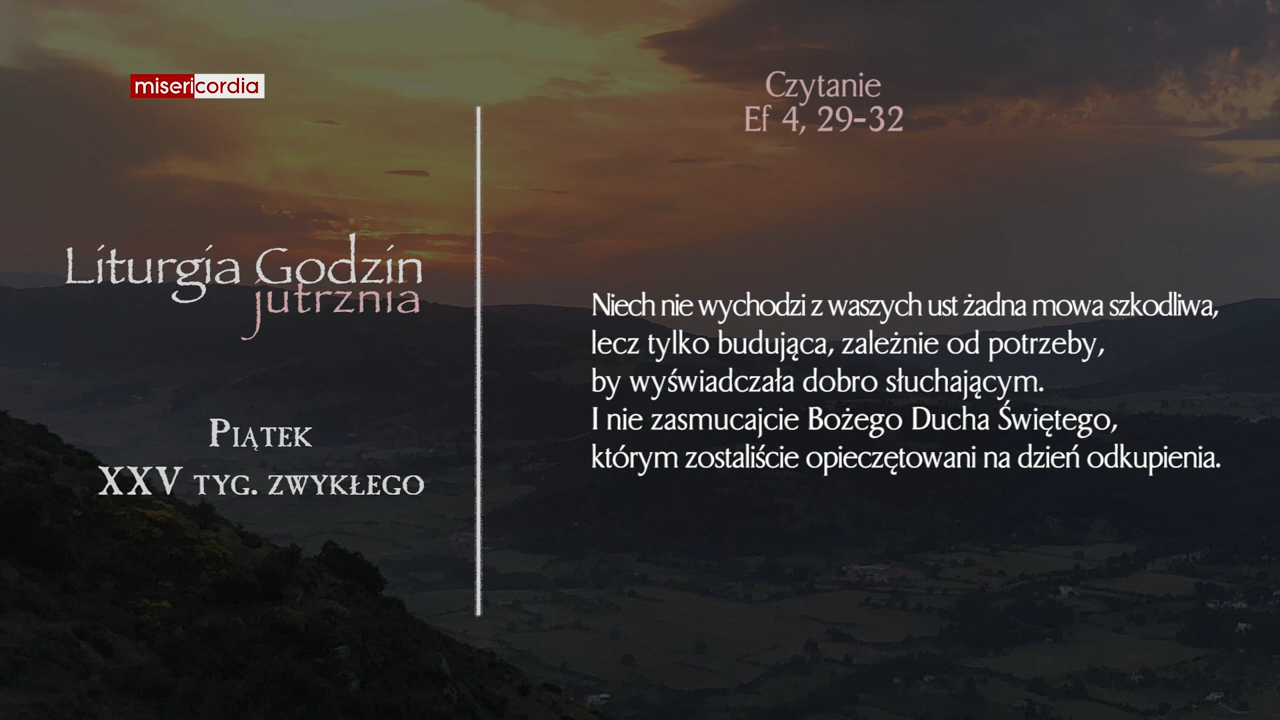 misericordia
Czytanie
Ef 4, 29-32
Liturgia Godzin
jutrznia
Piątek
XXV tyg. zwykłego
Niech nie wychodzi z waszych ust żadna mowa szkodliwa,
lecz tylko budująca, zależnie od potrzeby,
by wyświadczała dobro słuchającym.
I nie zasmucajcie Bożego Ducha Świętego,
którym zostaliście opieczętowani na dzień odkupienia.